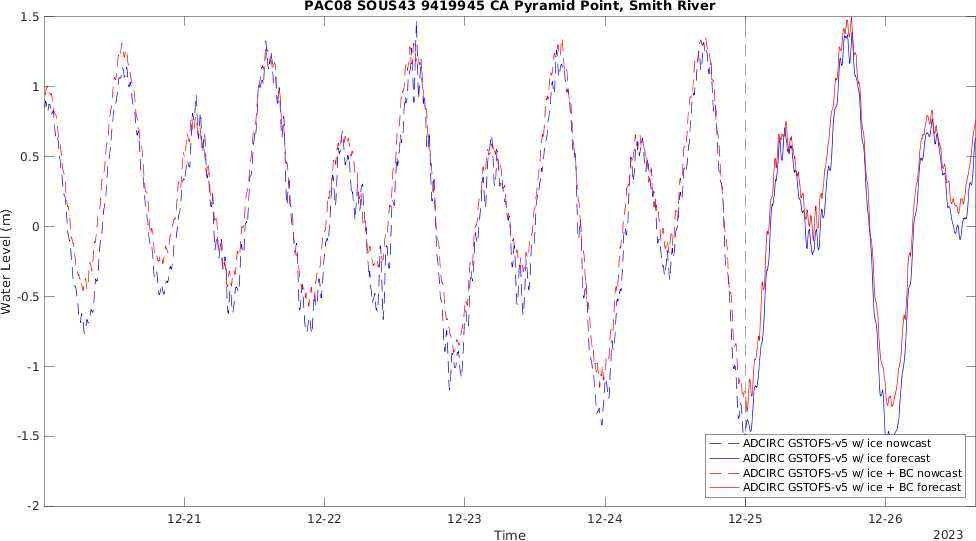 PAC08 SOUS43 9419945 CA Pyramid Point, Smith River
1.5
1
0.5
0
-0.5
-1
-1.5
-2
Water Level (m)
12-21
12-22
12-23
12-24
12-25
12-26
Time
2023
ADCIRC GSTOFS-v5 w/ ice nowcast
ADCIRC GSTOFS-v5 w/ ice forecast
ADCIRC GSTOFS-v5 w/ ice + BC nowcast
ADCIRC GSTOFS-v5 w/ ice + BC forecast